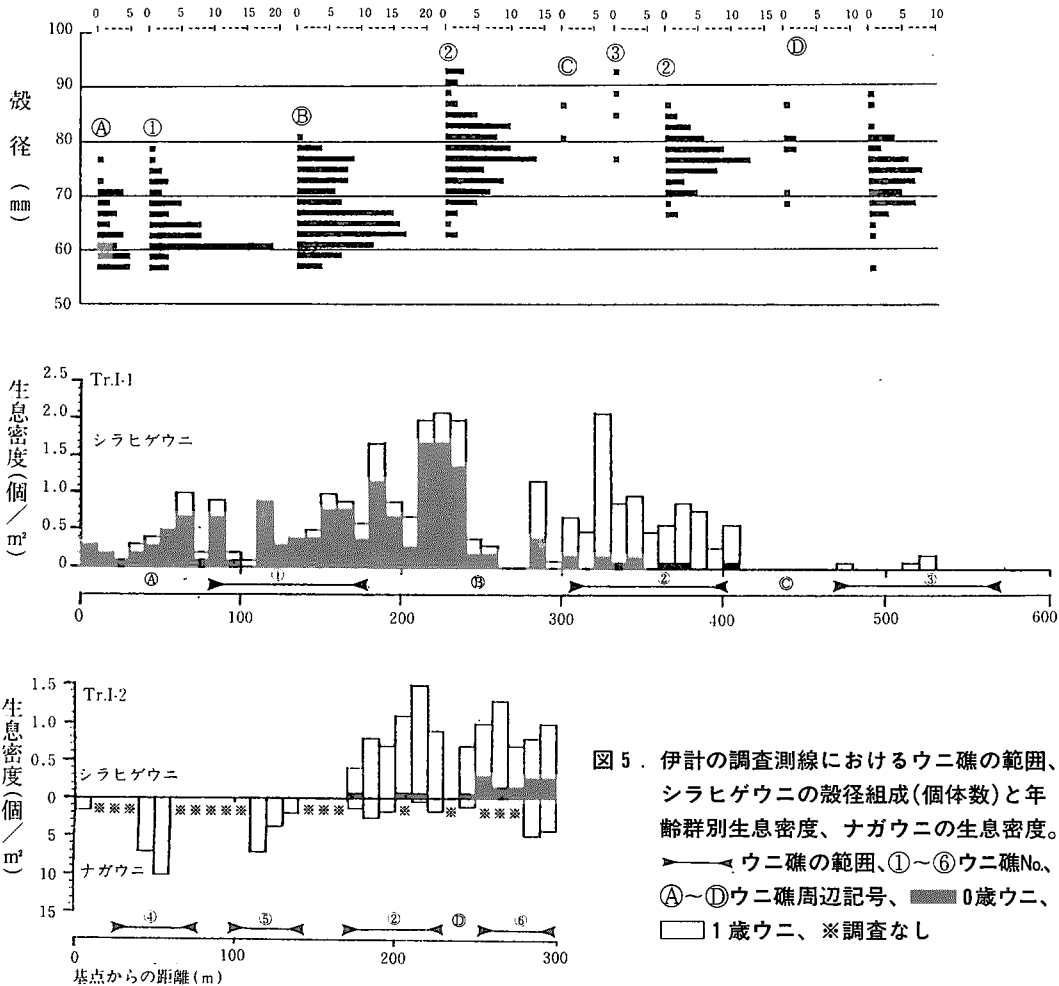 0 5 0 5 10 15 20 0 5 10 15 20 0 5 10 15 0 5 0 5 0 5 10 15 0 5 0 5 10
100
90
80
70
60
50
殻径(mm)
Ⓐ ① Ⓑ ② Ⓒ ③ ② Ⓓ
生息密度(個/m²)
2.5
2.0
1.5
1.0
0.5
0
Tr.I-1
シラヒゲウニ
Ⓐ ① Ⓑ ② Ⓒ ③
0 100 200 300 400 500 600
生息密度(個/m²)
1.5
1.0
0.5
0
5
10
15
Tr.I-2
シラヒゲウニ
※※※ ※※※※※ ※※※ ※ ※ ※※※
ナガウニ
④ ⑤ ② Ⓓ ⑥
0 100 200 300
基点からの距離(m)
図5. 伊計の調査測線におけるウニ礁の範囲、
シラヒゲウニの殻径組成(個体数)と年
齢群別生息密度、ナガウニの生息密度。
ウニ礁の範囲、①~⑥ウニ礁No.、
Ⓐ~Ⓓウニ礁周辺記号、 0歳ウニ、
1歳ウニ、※調査なし